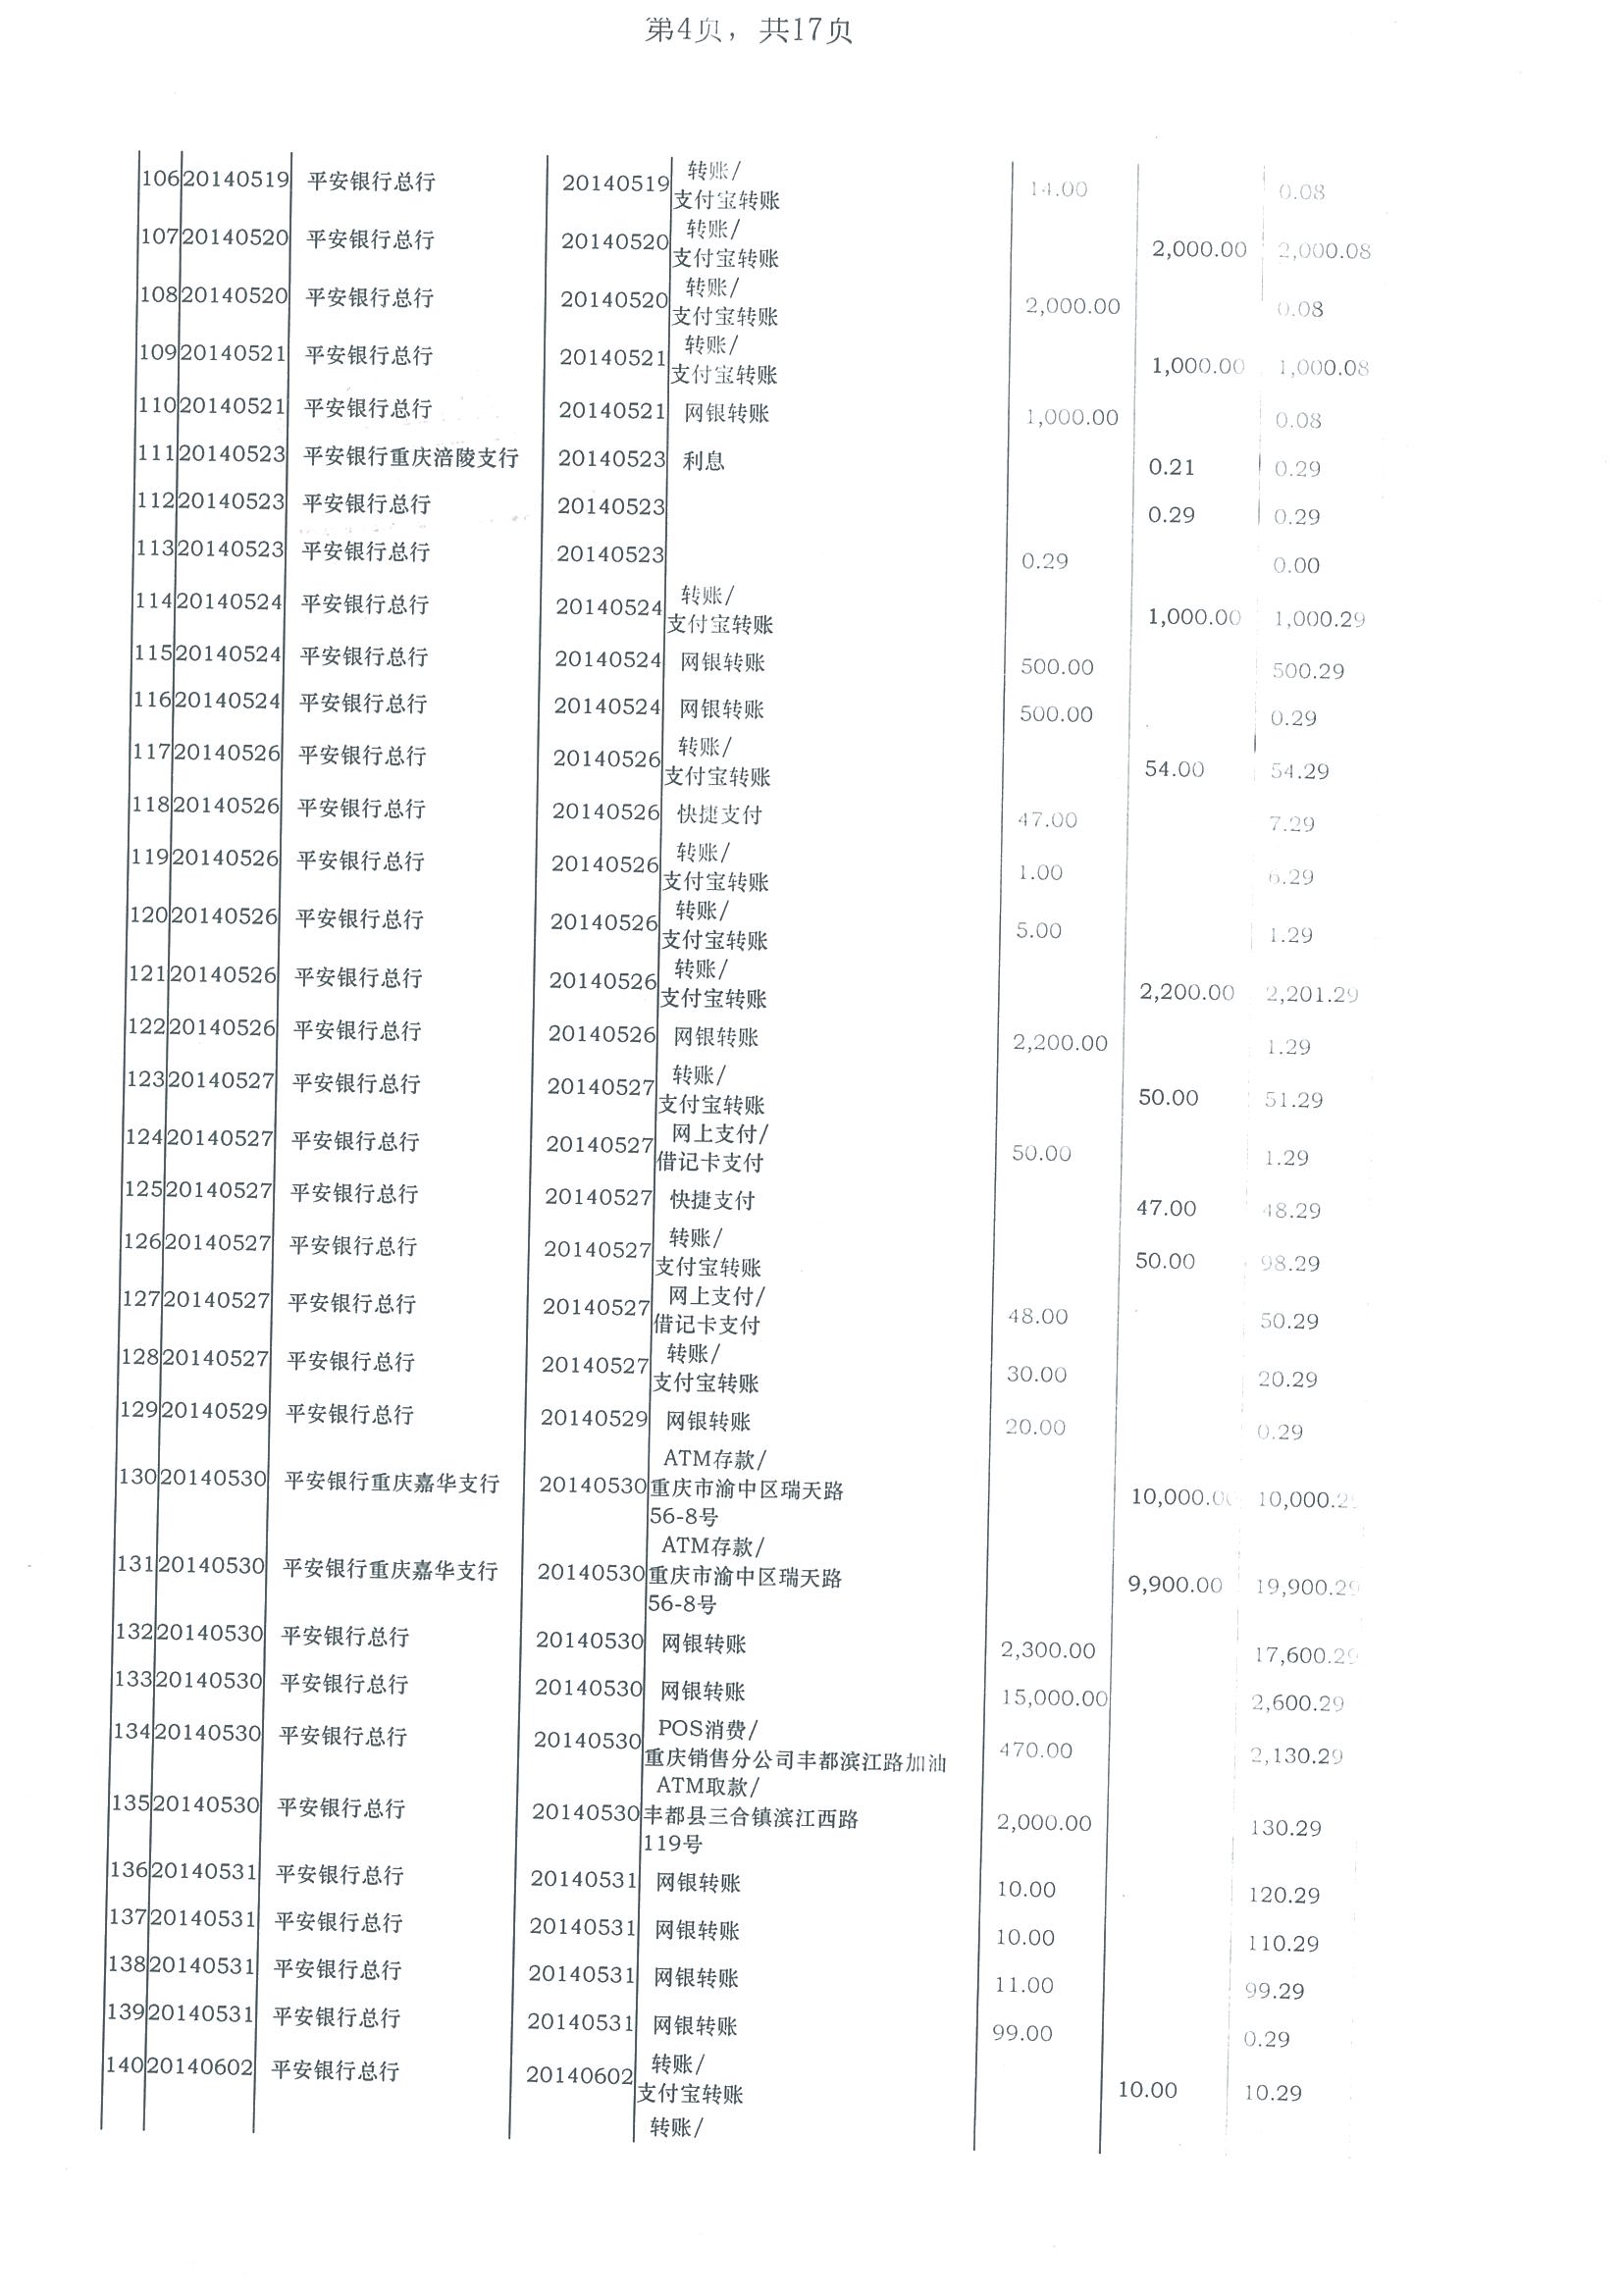 第4页，共17页
106 20140519 平安银行总行 20140519 转账/
支付宝转账 14.00 0.08
107 20140520 平安银行总行 20140520 转账/
支付宝转账 2,000.00 2,000.08
108 20140520 平安银行总行 20140520 转账/
支付宝转账 2,000.00 0.08
109 20140521 平安银行总行 20140521 转账/
支付宝转账 1,000.00 1,000.08
110 20140521 平安银行总行 20140521 网银转账 1,000.00 0.08
111 20140523 平安银行重庆涪陵支行 20140523 利息 0.21 0.29
112 20140523 平安银行总行 20140523 0.29 0.29
113 20140523 平安银行总行 20140523 0.29 0.00
114 20140524 平安银行总行 20140524 转账/
支付宝转账 1,000.00 1,000.29
115 20140524 平安银行总行 20140524 网银转账 500.00 500.29
116 20140524 平安银行总行 20140524 网银转账 500.00 0.29
117 20140526 平安银行总行 20140526 转账/
支付宝转账 54.00 54.29
118 20140526 平安银行总行 20140526 快捷支付 47.00 7.29
119 20140526 平安银行总行 20140526 转账/
支付宝转账 1.00 6.29
120 20140526 平安银行总行 20140526 转账/
支付宝转账 5.00 1.29
121 20140526 平安银行总行 20140526 转账/
支付宝转账 2,200.00 2,201.29
122 20140526 平安银行总行 20140526 网银转账 2,200.00 1.29
123 20140527 平安银行总行 20140527 转账/
支付宝转账 50.00 51.29
124 20140527 平安银行总行 20140527 网上支付/
借记卡支付 50.00 1.29
125 20140527 平安银行总行 20140527 快捷支付 47.00 48.29
126 20140527 平安银行总行 20140527 转账/
支付宝转账 50.00 98.29
127 20140527 平安银行总行 20140527 网上支付/
借记卡支付 48.00 50.29
128 20140527 平安银行总行 20140527 转账/
支付宝转账 30.00 20.29
129 20140529 平安银行总行 20140529 网银转账 20.00 0.29
ATM存款/
130 20140530 平安银行重庆嘉华支行 20140530 重庆市渝中区瑞天路 10,000.00 10,000.29
56-8号
ATM存款/
131 20140530 平安银行重庆嘉华支行 20140530 重庆市渝中区瑞天路 9,900.00 19,900.29
56-8号
132 20140530 平安银行总行 20140530 网银转账 2,300.00 17,600.29
133 20140530 平安银行总行 20140530 网银转账 15,000.00 2,600.29
134 20140530 平安银行总行 20140530 POS消费/
重庆销售分公司丰都滨江路加油 470.00 2,130.29
ATM取款/
135 20140530 平安银行总行 20140530 丰都县三合镇滨江西路 2,000.00 130.29
119号
136 20140531 平安银行总行 20140531 网银转账 10.00 120.29
137 20140531 平安银行总行 20140531 网银转账 10.00 110.29
138 20140531 平安银行总行 20140531 网银转账 11.00 99.29
139 20140531 平安银行总行 20140531 网银转账 99.00 0.29
140 20140602 平安银行总行 20140602 转账/
支付宝转账 10.00 10.29
转账/